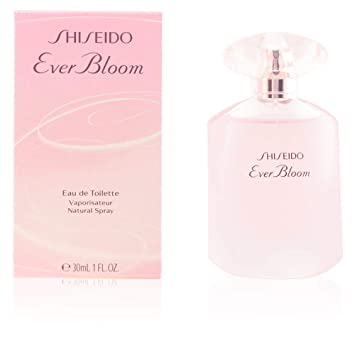 SHISEIDO
Ever Bloom
Eau de Toilette
Vaporisateur
Natural Spray
℮ 30mL 1 FL.OZ.
SHISEIDO
Ever Bloom